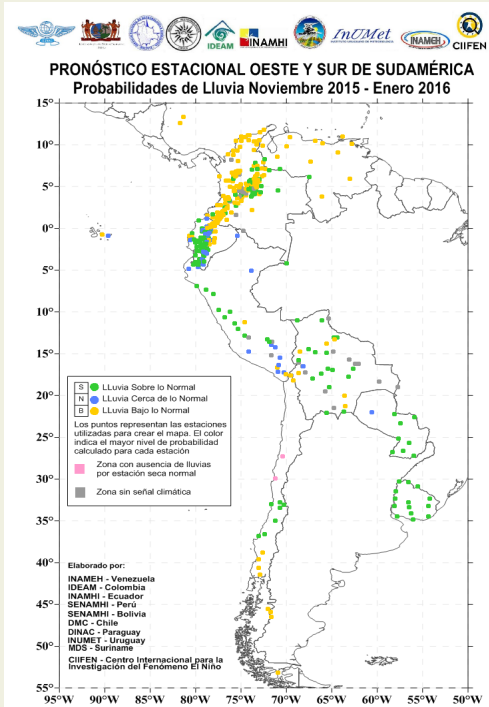 IDEAM
INAMHI
INUMet
INAMEH
CIIFEN
PRONÓSTICO ESTACIONAL OESTE Y SUR DE SUDAMÉRICA
Probabilidades de Lluvia Noviembre 2015 - Enero 2016
15°
10°
5°
0°
5°
10°
15°
20°
25°
30°
35°
40°
45°
50°
55°
S LLuvia Sobre lo Normal
N LLuvia Cerca de lo Normal
B LLuvia Bajo lo Normal
Los puntos representan las estaciones
utilizadas para crear el mapa. El color
indica el mayor nivel de probabilidad
calculado para cada estación
Zona con ausencia de lluvias
por estación seca normal
Zona sin señal climática
Elaborado por:
INAMEH - Venezuela
IDEAM - Colombia
INAMHI - Ecuador
SENAMHI - Perú
SENAMHI - Bolivia
DMC - Chile
DINAC - Paraguay
INUMET - Uruguay
MDS - Suriname
CIIFEN - Centro Internacional para la
Investigación del Fenómeno El Niño
95°W 90°W 85°W 80°W 75°W 70°W 65°W 60°W 55°W 50°W